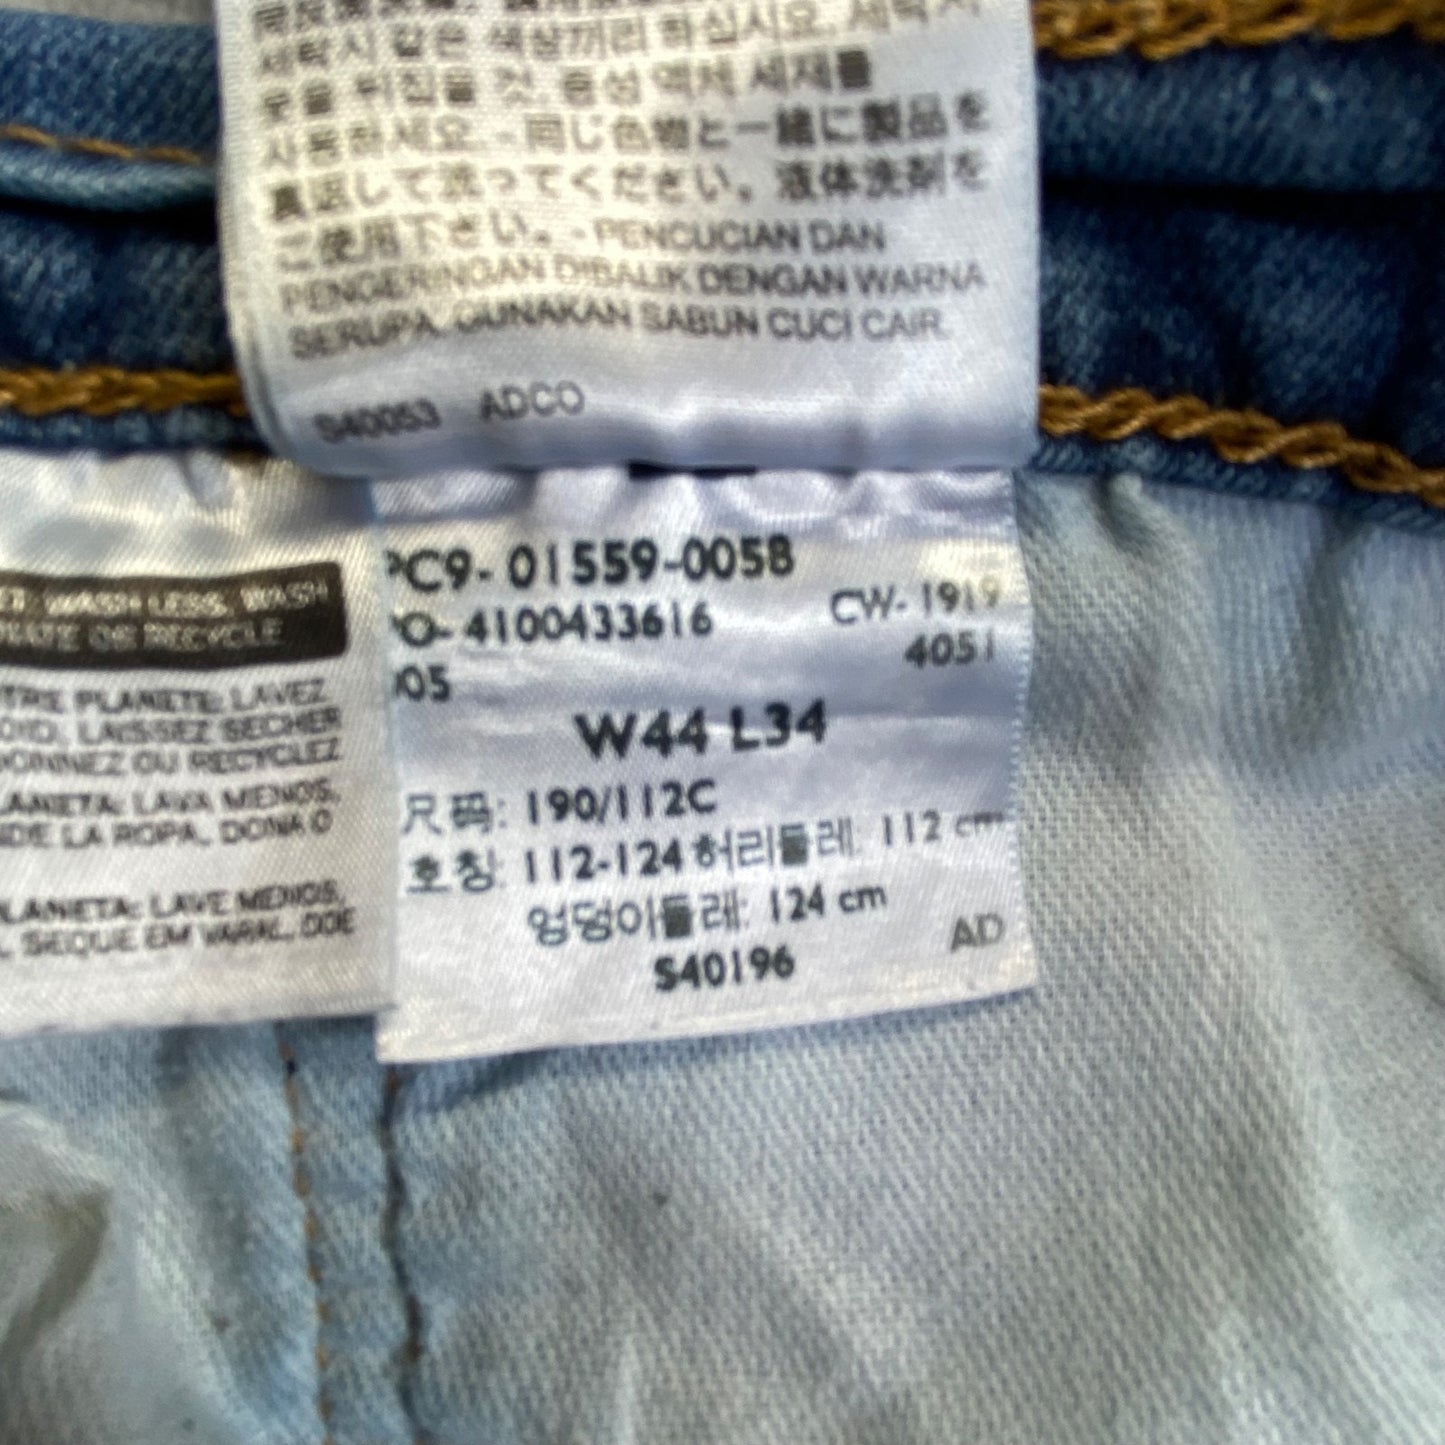 세탁시 같은 색상끼리 하십시오. 세탁시
옷을 뒤집을 것. 중성 액체 세제를
사용하세요. - 同じ色物と一緒に製品を
裏返して洗ってください。液体洗剤を
ご使用下さい。- PENCUCIAN DAN
PENGERINGAN DIBALIK DENGAN WARNA
SERUPA. GUNAKAN SABUN CUCI CAIR.
S40053 ADCO
WASH LESS, WASH
OR RECYCLE
PLANETE: LAVEZ
LAISSEZ SECHER
OU RECYCLEZ
LAVA MENOS,
LA ROPA, DONA O
LAVE MENOS,
SEQUE EM VARAL, DOE
PC9- 01559-0058
PO- 4100433616 CW- 1919
4051
005
W44 L34
尺码: 190/112C
호칭: 112-124 허리둘레: 112 cm
엉덩이둘레: 124 cm
AD
S40196